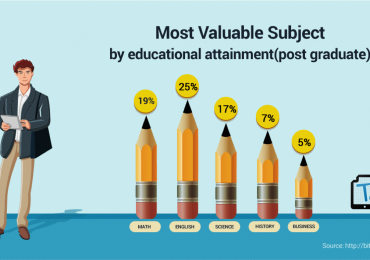 Most Valuable Subject
by educational attainment(post graduate)
19%
25%
17%
7%
5%
MATH
ENGLISH
SCIENCE
HISTORY
BUSINESS
Source: http://bit